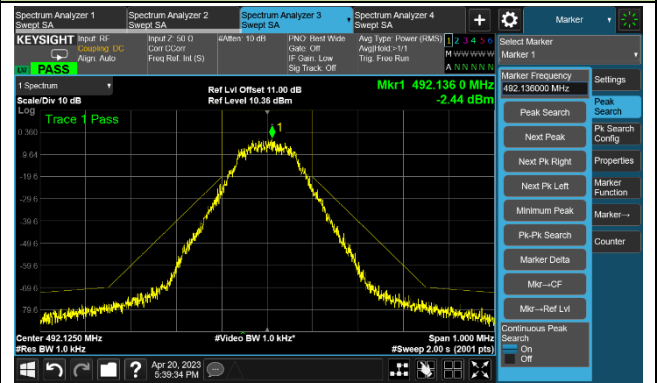 Spectrum Analyzer 1
Swept SA
Spectrum Analyzer 2
Swept SA
Spectrum Analyzer 3
Swept SA
Spectrum Analyzer 4
Swept SA
+
Marker
KEYSIGHT
Input: RF
Coupling: DC
Align: Auto
Input Z: 50 Ω
Corr CCorr
Freq Ref: Int (S)
#Atten: 10 dB
PNO: Best Wide
Gate: Off
IF Gain: Low
Sig Track: Off
Avg Type: Power (RMS)
Avg|Hold:>1/1
Trig: Free Run
1 2 3 4 5 6
M W W W W W
A N N N N N
LXI
PASS
Select Marker
Marker 1
1 Spectrum
Scale/Div 10 dB
Ref Lvl Offset 11.00 dB
Ref Level 10.36 dBm
Mkr1 492.136 0 MHz
-2.44 dBm
Log
Trace 1 Pass
1
0.360
-9.64
-19.6
-29.6
-39.6
-49.6
-59.6
-69.6
-79.6
Center 492.1250 MHz
#Res BW 1.0 kHz
#Video BW 1.0 kHz*
Span 1.000 MHz
#Sweep 2.00 s (2001 pts)
Marker Frequency
492.136000 MHz
Peak Search
Next Peak
Next Pk Right
Next Pk Left
Minimum Peak
Pk-Pk Search
Marker Delta
Mkr→CF
Mkr→Ref Lvl
Continuous Peak
Search
On
Off
Settings
Peak
Search
Pk Search
Config
Properties
Marker
Function
Marker→
Counter
?
Apr 20, 2023
5:39:34 PM